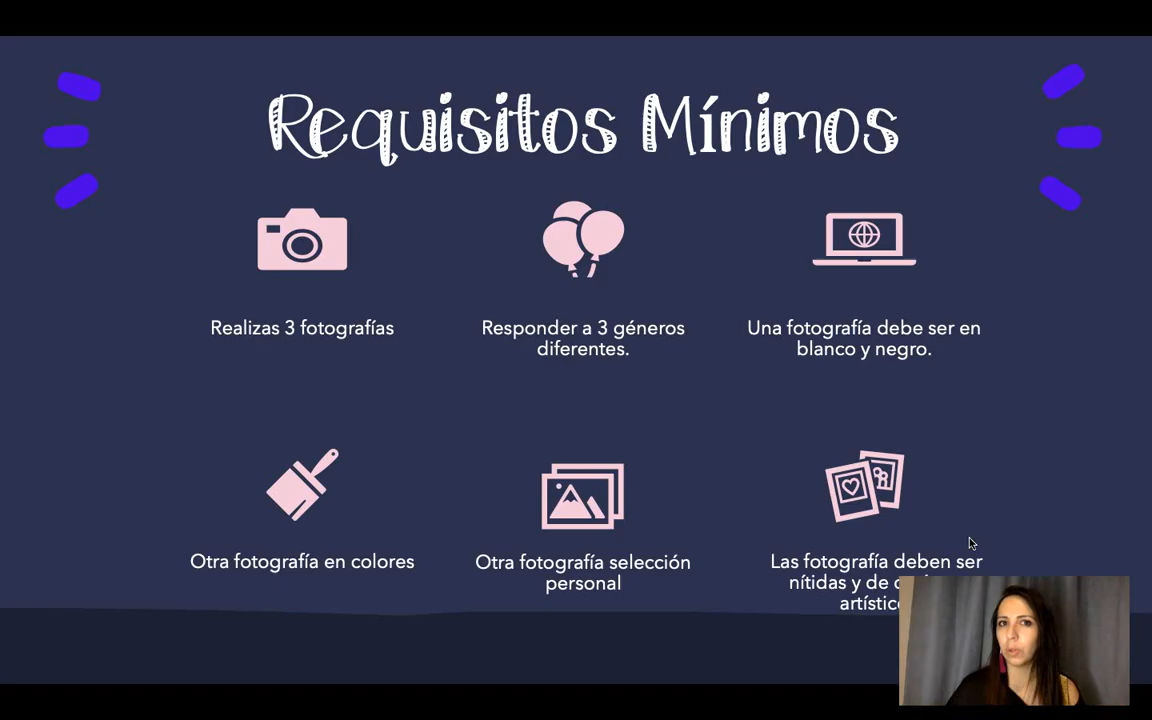 Requisitos Mínimos
Realizas 3 fotografías
Responder a 3 géneros
diferentes.
Una fotografía debe ser en
blanco y negro.
Otra fotografía en colores
Otra fotografía selección
personal
Las fotografía deben ser
nítidas y de